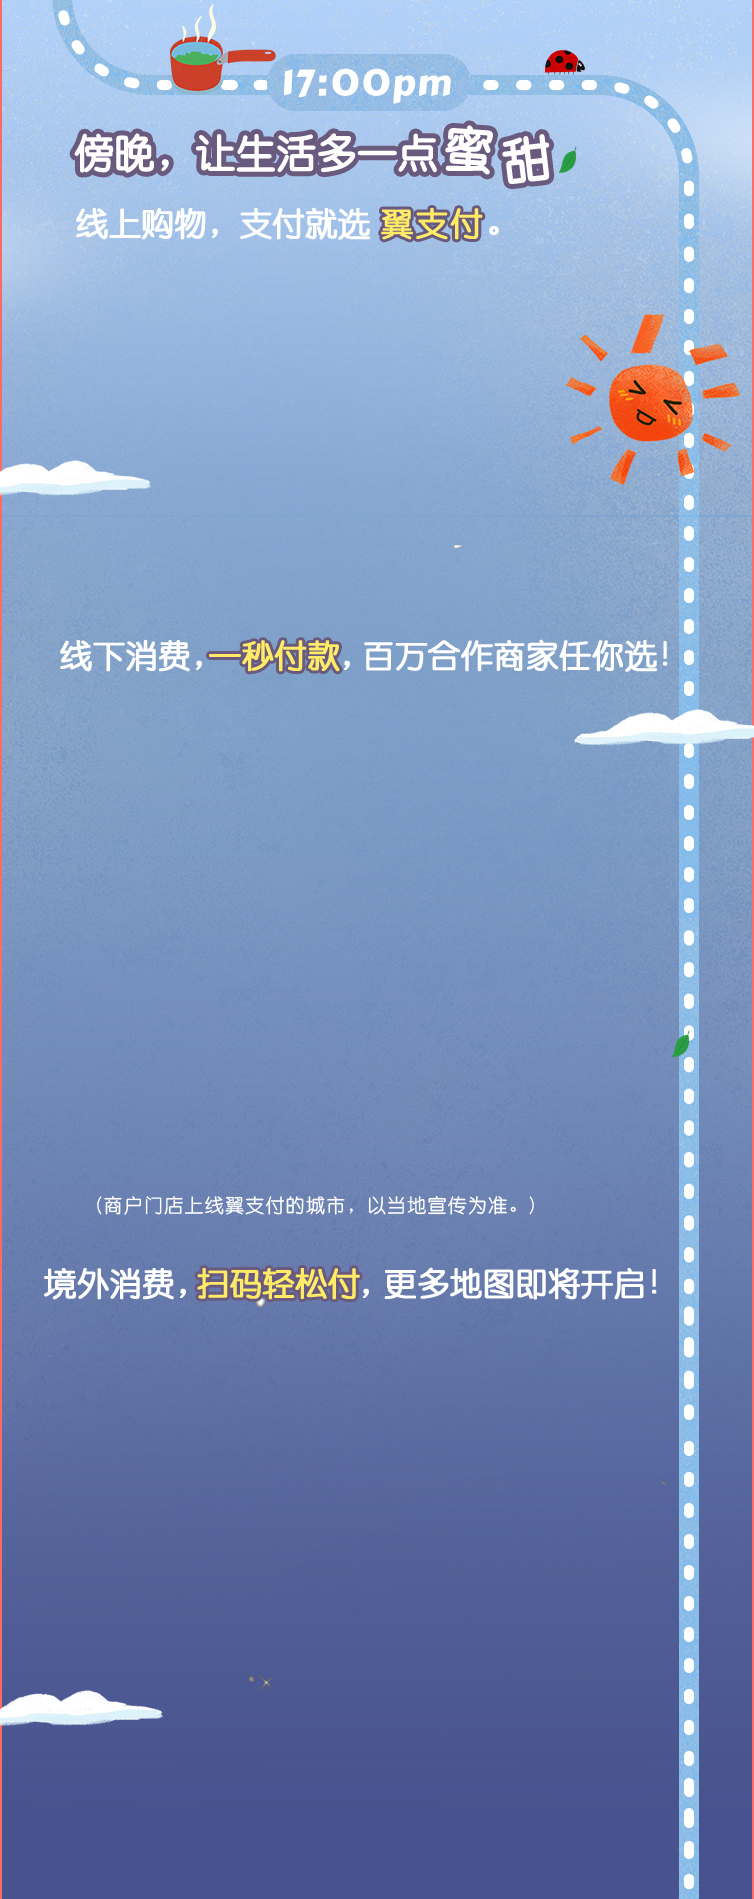 17:00pm
傍晚，让生活多一点蜜甜
线上购物，支付就选 翼支付。
线下消费，一秒付款，百万合作商家任你选！
（商户门店上线翼支付的城市，以当地宣传为准。）
境外消费，扫码轻松付，更多地图即将开启！